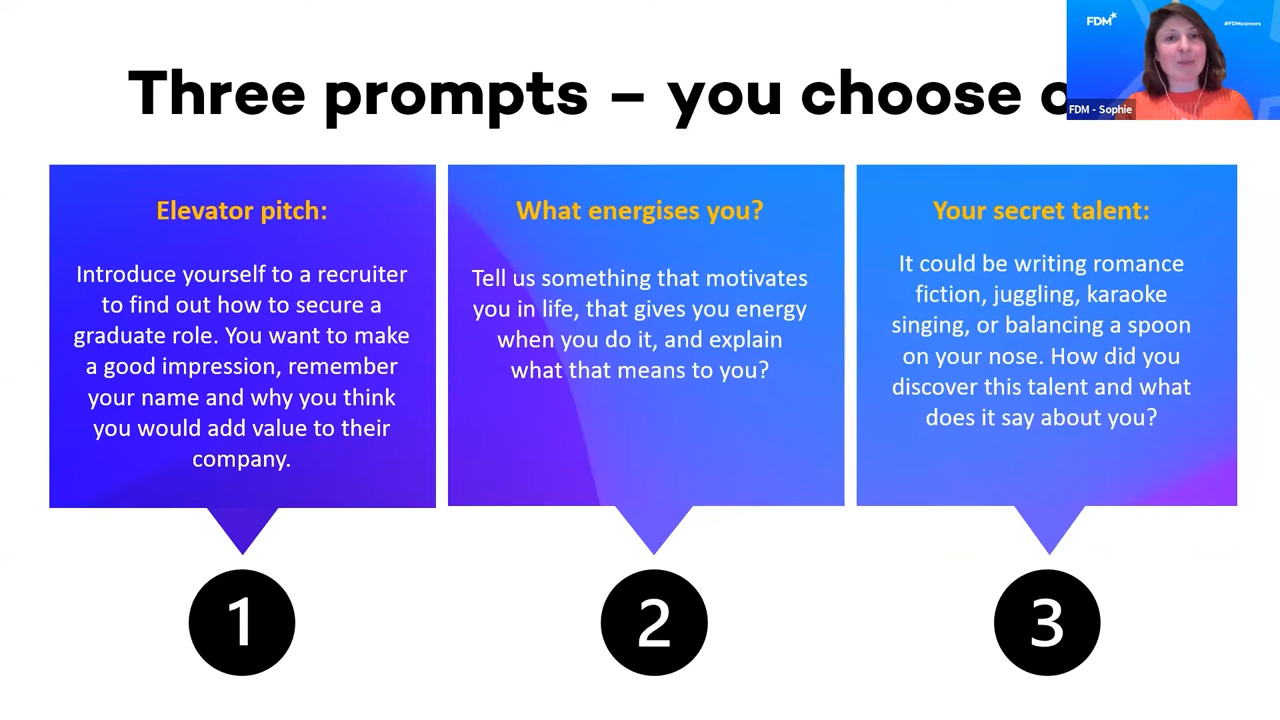 FDM
#FDMcareers
Three prompts – you choose
FDM - Sophie
Elevator pitch:
Introduce yourself to a recruiter
to find out how to secure a
graduate role. You want to make
a good impression, remember
your name and why you think
you would add value to their
company.
What energises you?
Tell us something that motivates
you in life, that gives you energy
when you do it, and explain
what that means to you?
Your secret talent:
It could be writing romance
fiction, juggling, karaoke
singing, or balancing a spoon
on your nose. How did you
discover this talent and what
does it say about you?
1
2
3